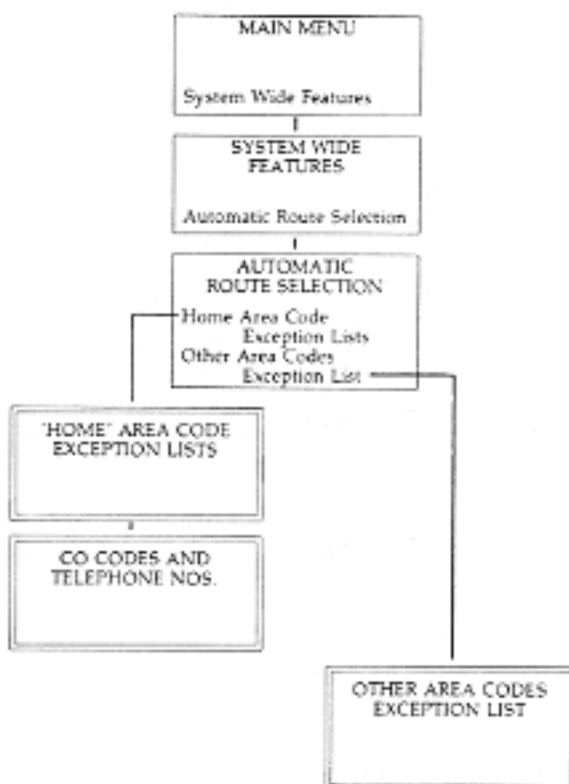 MAIN MENU
System Wide Features
SYSTEM WIDE
FEATURES
Automatic Route Selection
AUTOMATIC
ROUTE SELECTION
Home Area Code
Exception Lists
Other Area Codes
Exception List
"HOME" AREA CODE
EXCEPTION LISTS
CO CODES AND
TELEPHONE NOS.
OTHER AREA CODES
EXCEPTION LIST